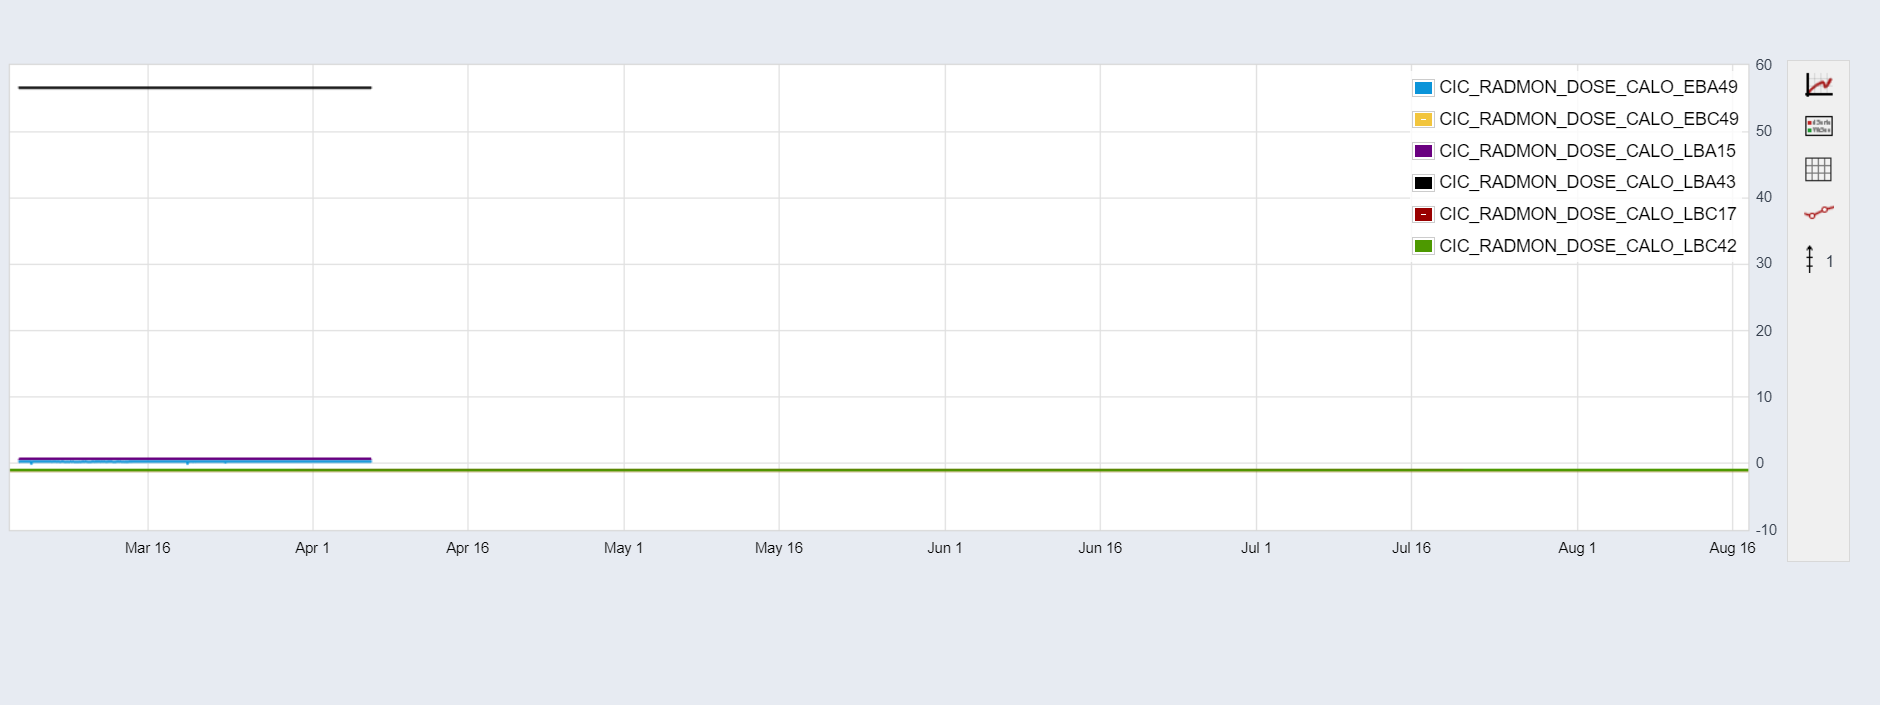 60
CIC_RADMON_DOSE_CALO_EBA49
CIC_RADMON_DOSE_CALO_EBC49
50
CIC_RADMON_DOSE_CALO_LBA15
CIC_RADMON_DOSE_CALO_LBA43
40
CIC_RADMON_DOSE_CALO_LBC17
CIC_RADMON_DOSE_CALO_LBC42
30
1
20
10
0
-10
Mar 16 Apr 1 Apr 16 May 1 May 16 Jun 1 Jun 16 Jul 1 Jul 16 Aug 1 Aug 16